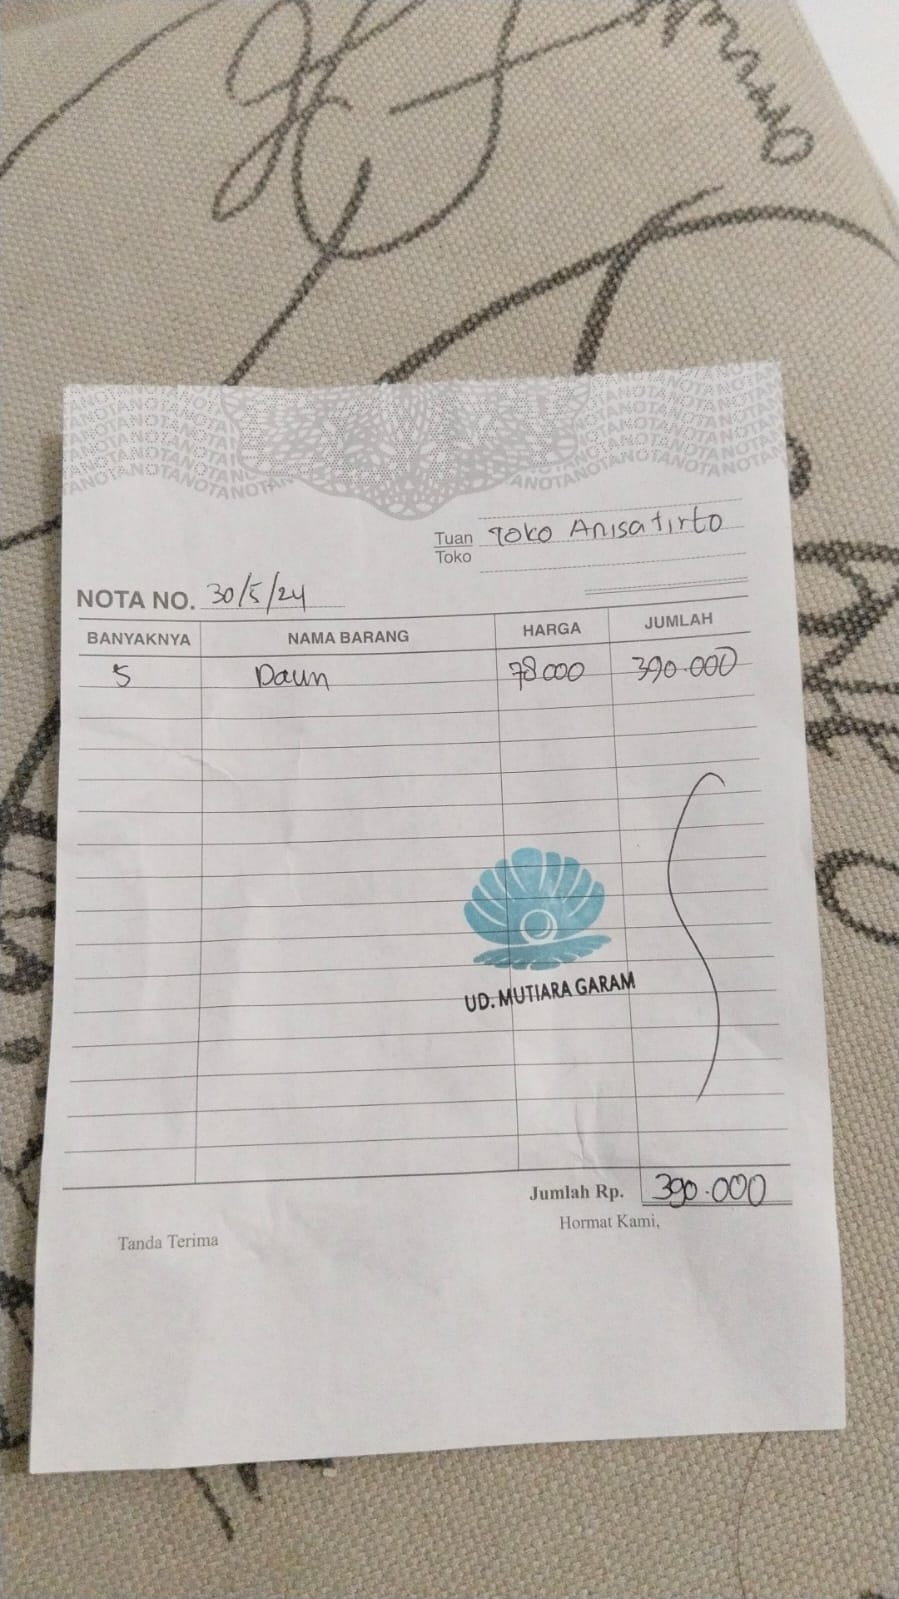 Tuan Toko Anisa tirto
Toko
NOTA NO. 30/5/24
BANYAKNYA NAMA BARANG HARGA JUMLAH
5 Daun 78000 390.000
UD. MUTIARA GARAM
Jumlah Rp. 390.000
Hormat Kami,
Tanda Terima